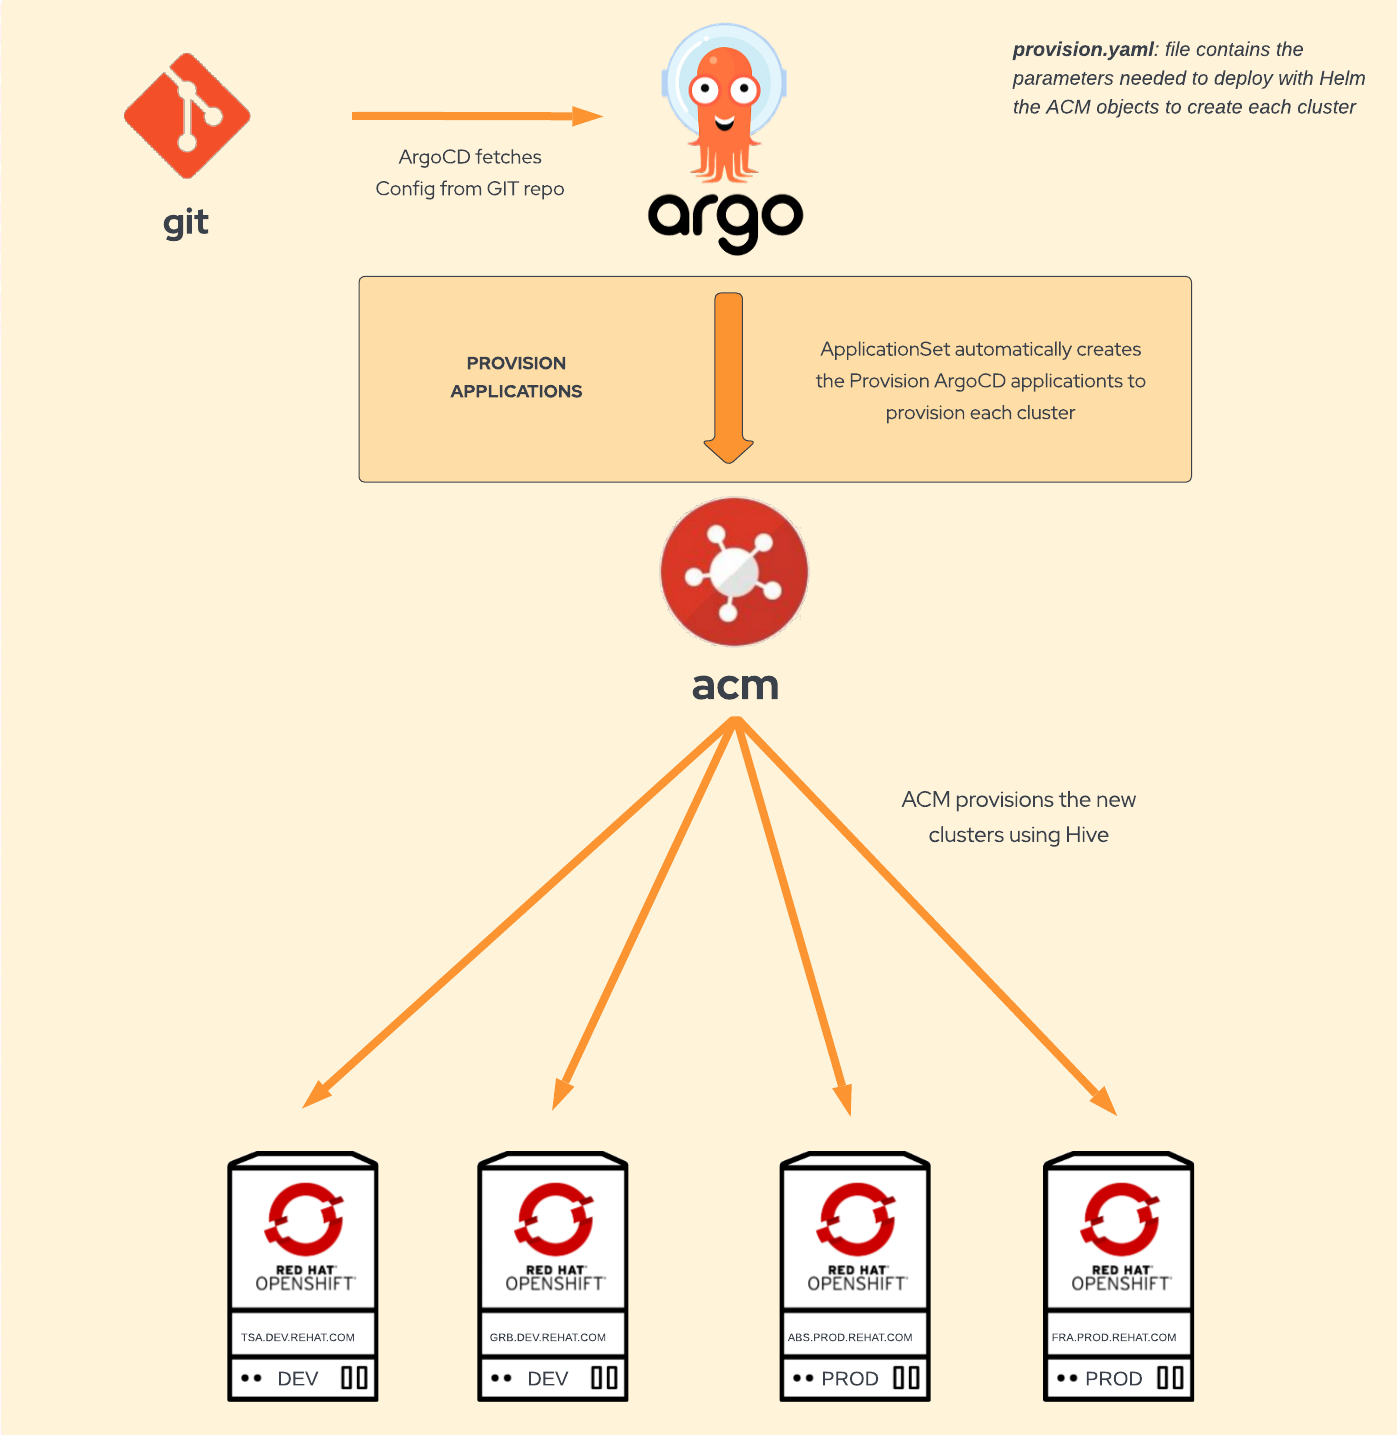 provision.yaml: file contains the
parameters needed to deploy with Helm
the ACM objects to create each cluster
ArgoCD fetches
Config from GIT repo
git
argo
PROVISION
APPLICATIONS
ApplicationSet automatically creates
the Provision ArgoCD applicationts to
provision each cluster
acm
ACM provisions the new
clusters using Hive
RED HAT
OPENSHIFT
TSA.DEV.REHAT.COM
DEV
RED HAT
OPENSHIFT
GRB.DEV.REHAT.COM
DEV
RED HAT
OPENSHIFT
ABS.PROD.REHAT.COM
PROD
RED HAT
OPENSHIFT
FRA.PROD.REHAT.COM
PROD